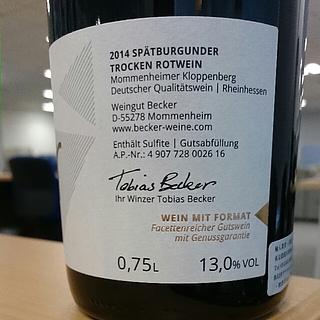 2014 SPÄTBURGUNDER
TROCKEN ROTWEIN
Mommenheimer Kloppenberg
Deutscher Qualitätswein | Rheinhessen
Weingut Becker
D-55278 Mommenheim
www.becker-weine.com
Enthält Sulfite | Gutsabfüllung
A.P.-Nr.: 4 907 728 0026 16
Tobias Becker
Ihr Winzer Tobias Becker
WEIN MIT FORMAT
Facettenreicher Gutswein
mit Genussgarantie
0,75L 13,0% VOL